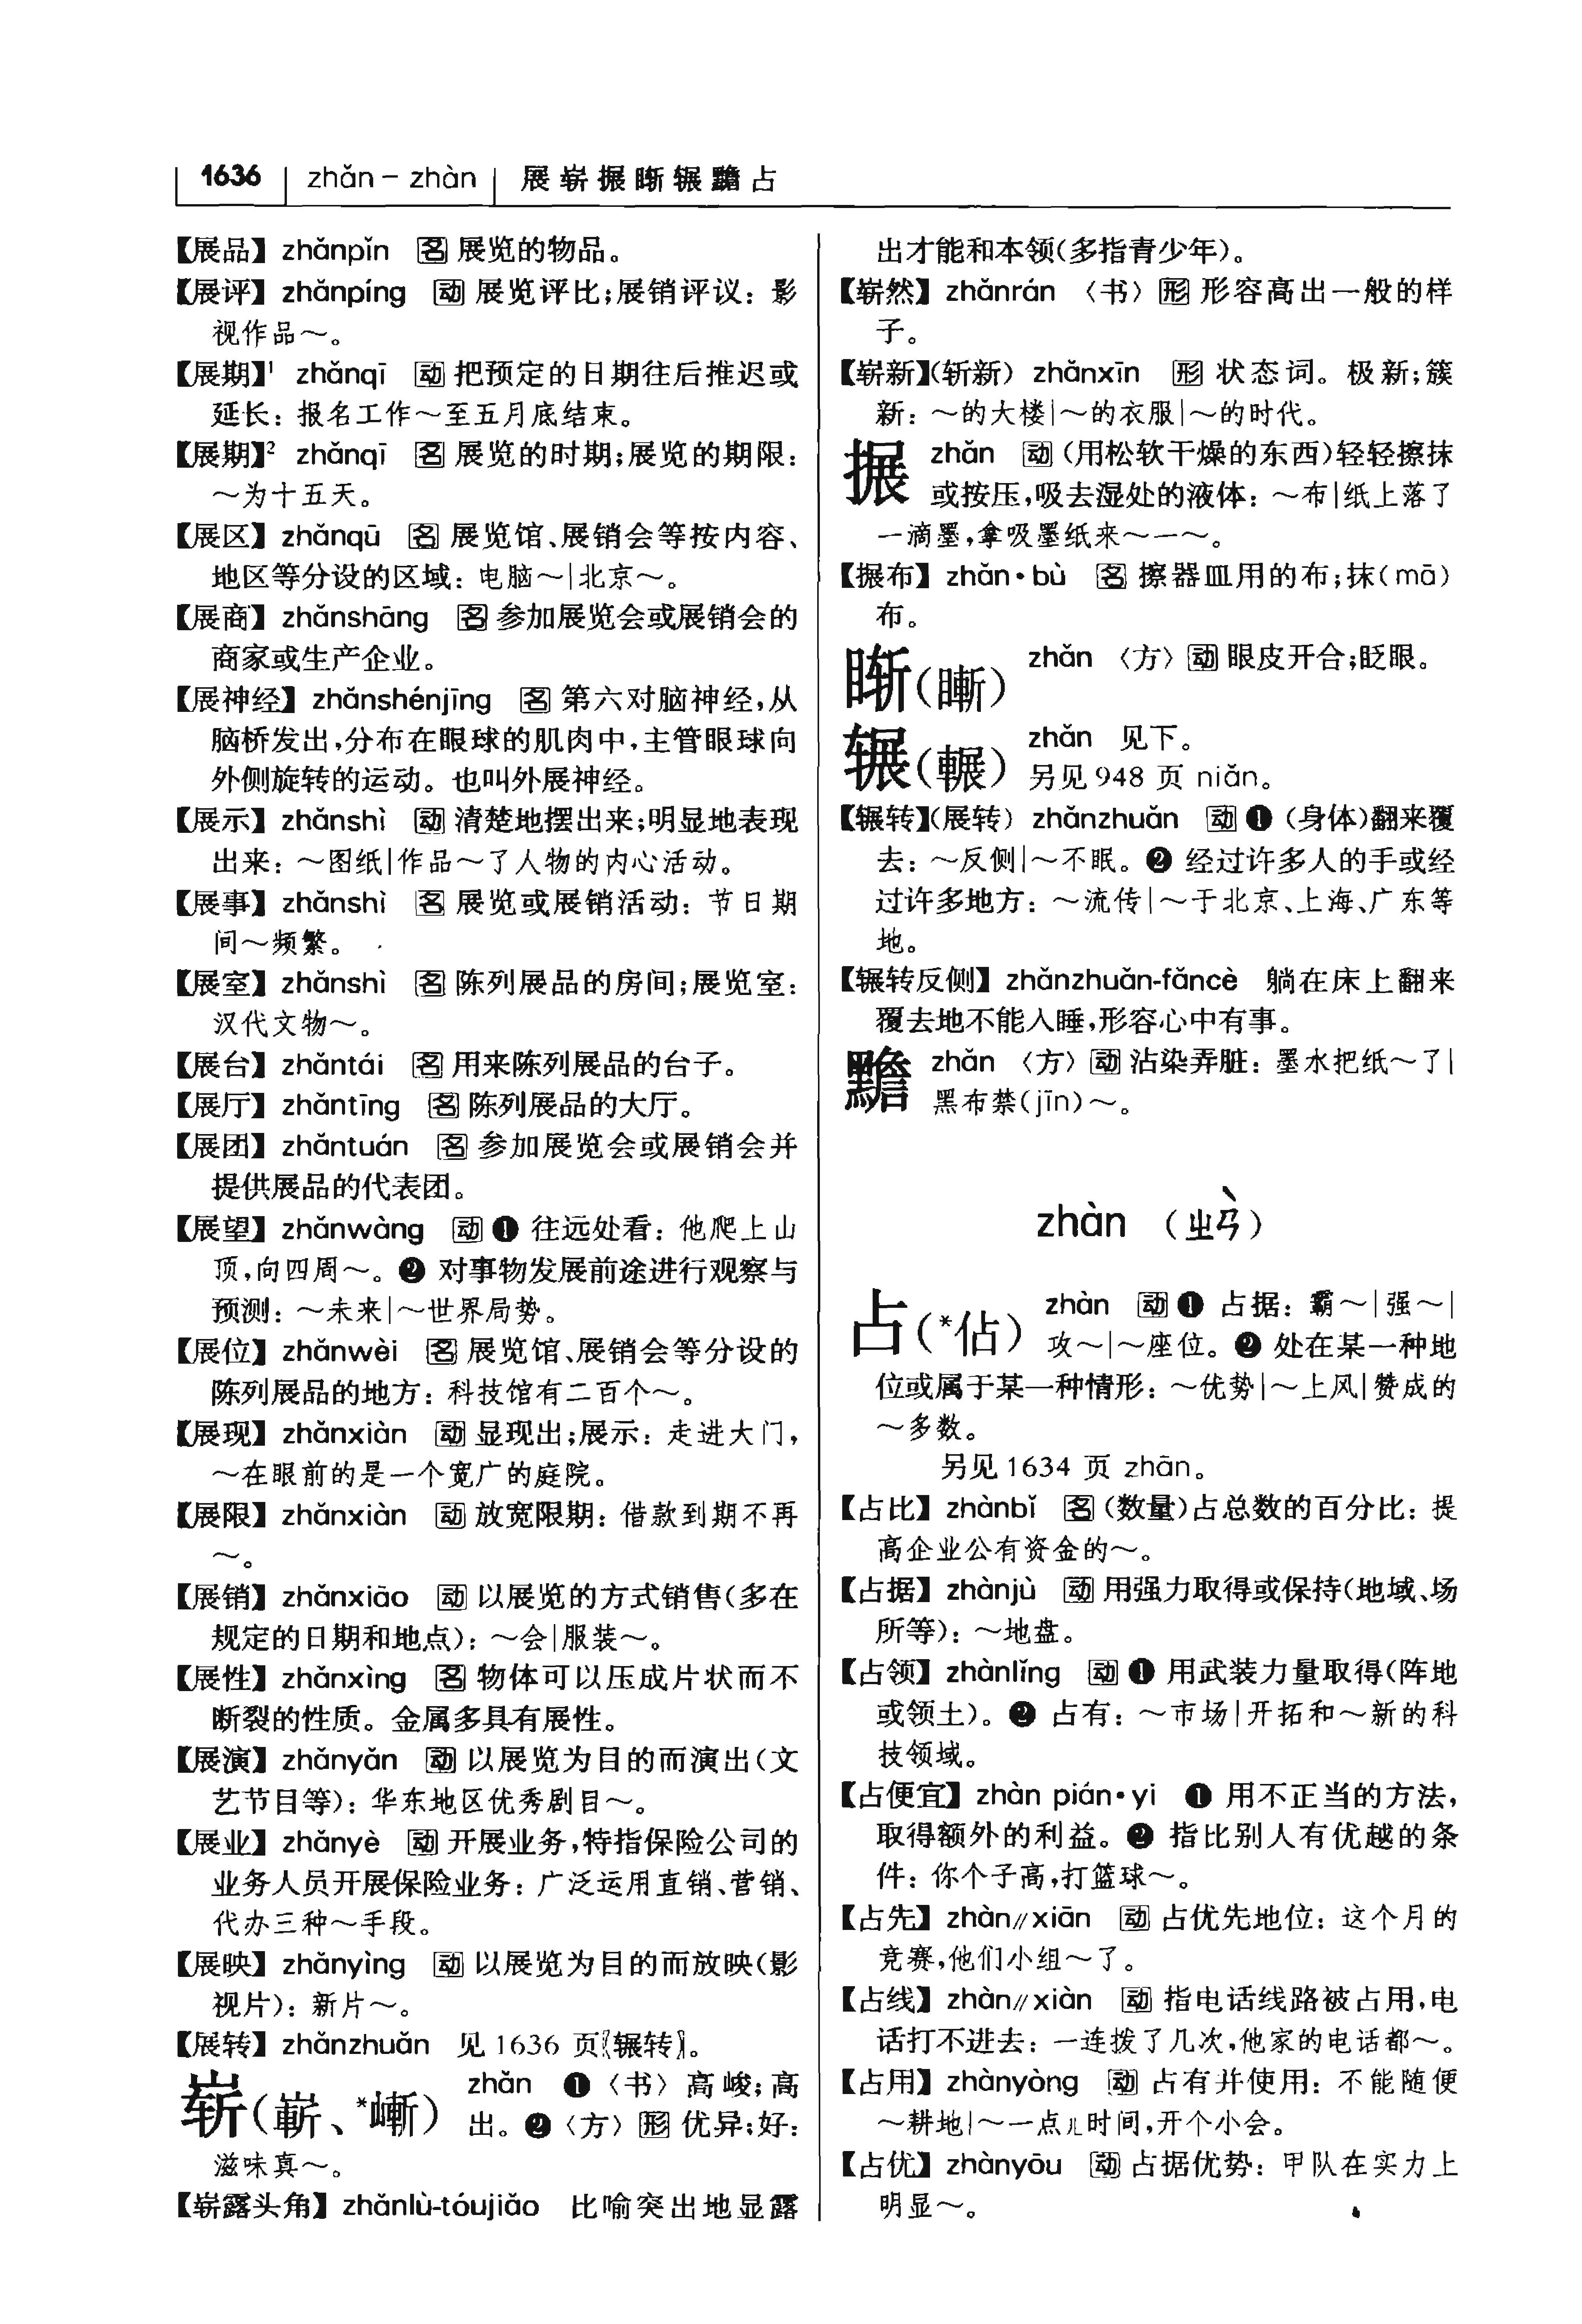 1636 zhǎn – zhàn 展崭搌㫰辗黵占
【展品】 zhǎnpǐn 名 展览的物品。
【展评】 zhǎnpíng 动 展览评比;展销评议: 影
视作品～。
【展期】¹ zhǎnqī 动 把预定的日期往后推迟或
延长: 报名工作～至五月底结束。
【展期】² zhǎnqī 名 展览的时期;展览的期限:
～为十五天。
【展区】 zhǎnqū 名 展览馆、展销会等按内容、
地区等分设的区域: 电脑～|北京～。
【展商】 zhǎnshāng 名 参加展览会或展销会的
商家或生产企业。
【展神经】 zhǎnshénjīng 名 第六对脑神经,从
脑桥发出,分布在眼球的肌肉中,主管眼球向
外侧旋转的运动。也叫外展神经。
【展示】 zhǎnshì 动 清楚地摆出来;明显地表现
出来: ～图纸|作品～了人物的内心活动。
【展事】 zhǎnshì 名 展览或展销活动: 节日期
间～频繁。
【展室】 zhǎnshì 名 陈列展品的房间;展览室:
汉代文物～。
【展台】 zhǎntái 名 用来陈列展品的台子。
【展厅】 zhǎntīng 名 陈列展品的大厅。
【展团】 zhǎntuán 名 参加展览会或展销会并
提供展品的代表团。
【展望】 zhǎnwàng 动 ❶ 往远处看: 他爬上山
顶,向四周～。❷ 对事物发展前途进行观察与
预测: ～未来|～世界局势。
【展位】 zhǎnwèi 名 展览馆、展销会等分设的
陈列展品的地方: 科技馆有二百个～。
【展现】 zhǎnxiàn 动 显现出;展示: 走进大门,
～在眼前的是一个宽广的庭院。
【展限】 zhǎnxiàn 动 放宽限期: 借款到期不再
～。
【展销】 zhǎnxiāo 动 以展览的方式销售(多在
规定的日期和地点): ～会|服装～。
【展性】 zhǎnxìng 名 物体可以压成片状而不
断裂的性质。金属多具有展性。
【展演】 zhǎnyǎn 动 以展览为目的而演出(文
艺节目等): 华东地区优秀剧目～。
【展业】 zhǎnyè 动 开展业务,特指保险公司的
业务人员开展保险业务: 广泛运用直销、营销、
代办三种～手段。
【展映】 zhǎnyìng 动 以展览为目的而放映(影
视片): 新片～。
【展转】 zhǎnzhuǎn 见 1636 页〖辗转〗。
崭(嶄、*嶃) zhǎn ❶〈书〉高峻;高
出。❷〈方〉形 优异;好:
滋味真～。
【崭露头角】 zhǎnlù-tóujiǎo 比喻突出地显露
出才能和本领(多指青少年)。
【崭然】 zhǎnrán 〈书〉形 形容高出一般的样
子。
【崭新】(斩新) zhǎnxīn 形 状态词。极新;簇
新: ～的大楼|～的衣服|～的时代。
搌 zhǎn 动 (用松软干燥的东西)轻轻擦抹
或按压,吸去湿处的液体: ～布|纸上落了
一滴墨,拿吸墨纸来～一～。
【搌布】 zhǎn·bù 名 擦器皿用的布;抹(mā)
布。
㫰(暫) zhǎn 〈方〉动 眼皮开合;眨眼。
辗(輾) zhǎn 见下。
另见 948 页 niǎn。
【辗转】(展转) zhǎnzhuǎn 动 ❶ (身体)翻来覆
去: ～反侧|～不眠。❷ 经过许多人的手或经
过许多地方: ～流传|～于北京、上海、广东等
地。
【辗转反侧】 zhǎnzhuǎn-fǎncè 躺在床上翻来
覆去地不能入睡,形容心中有事。
黵 zhǎn 〈方〉动 沾染弄脏: 墨水把纸～了|
黑布禁(jīn)～。
zhàn (ㄓㄢˋ)
占(*佔) zhàn 动 ❶ 占据: 霸～|强～|
攻～|～座位。❷ 处在某一种地
位或属于某一种情形: ～优势|～上风|赞成的
～多数。
另见 1634 页 zhān。
【占比】 zhànbǐ 名 (数量)占总数的百分比: 提
高企业公有资金的～。
【占据】 zhànjù 动 用强力取得或保持(地域、场
所等): ～地盘。
【占领】 zhànlǐng 动 ❶ 用武装力量取得(阵地
或领土)。❷ 占有: ～市场|开拓和～新的科
技领域。
【占便宜】 zhàn pián·yi ❶ 用不正当的方法,
取得额外的利益。❷ 指比别人有优越的条
件: 你个子高,打篮球～。
【占先】 zhàn∥xiān 动 占优先地位: 这个月的
竞赛,他们小组～了。
【占线】 zhàn∥xiàn 动 指电话线路被占用,电
话打不进去: 一连拨了几次,他家的电话都～。
【占用】 zhànyòng 动 占有并使用: 不能随便
～耕地|～一点儿时间,开个小会。
【占优】 zhànyōu 动 占据优势: 甲队在实力上
明显～。